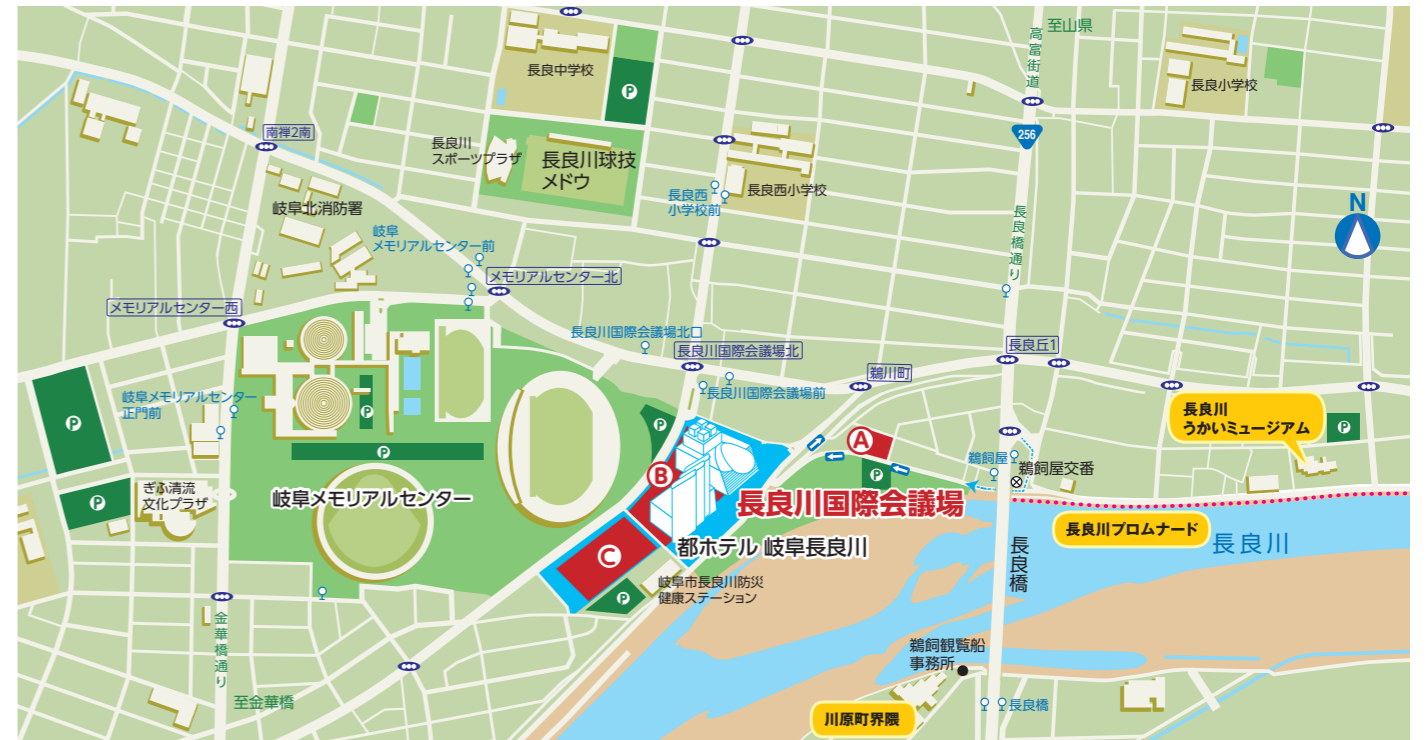 至山県
高富街道
長良中学校
長良小学校
P
256
南禅2南
長良川
スポーツプラザ
長良川球技
メドウ
長良西
小学校前
長良西小学校
N
岐阜北消防署
長良橋通り
岐阜
メモリアルセンター前
メモリアルセンター北
メモリアルセンター西
長良川国際会議場北口
長良川国際会議場北
長良丘1
鵜川町
長良川国際会議場前
岐阜メモリアルセンター
正門前
長良川
うかいミュージアム
P
P
P
P
A
鵜飼屋
鵜飼屋交番
P
B
P
ぎふ清流
文化プラザ
岐阜メモリアルセンター
長良川国際会議場
長良川プロムナード
長良川
都ホテル 岐阜長良川
長良橋
C
岐阜市長良川防災
健康ステーション
P
金華橋通り
鵜飼観覧船
事務所
至金華橋
長良橋
川原町界隈